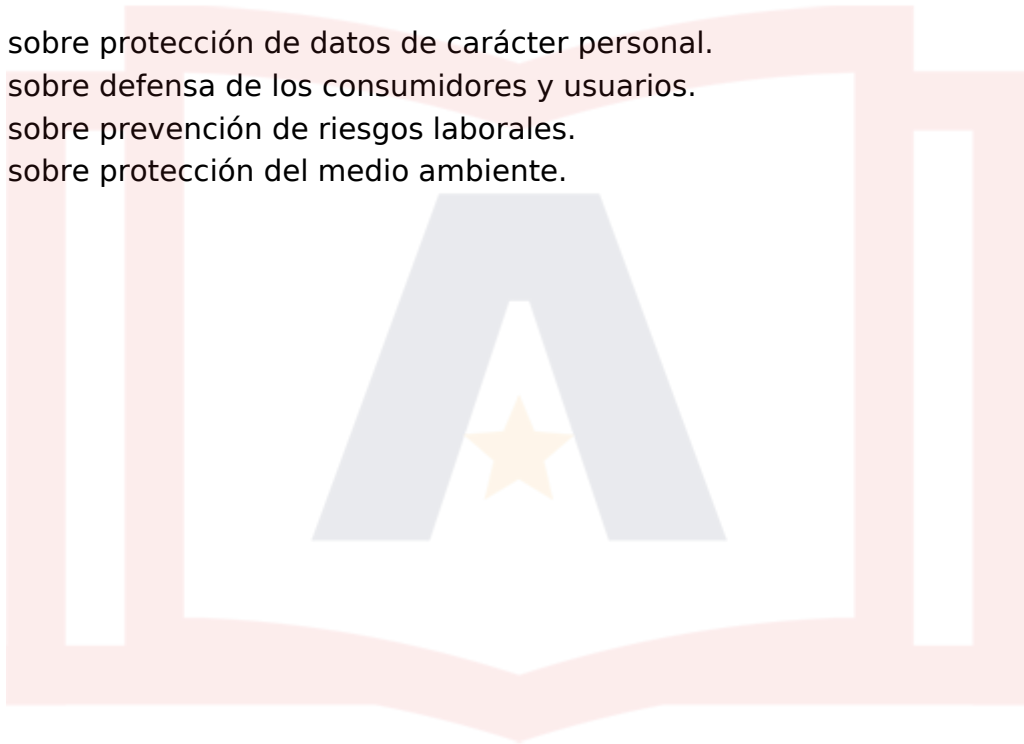 sobre protección de datos de carácter personal.
sobre defensa de los consumidores y usuarios.
sobre prevención de riesgos laborales.
sobre protección del medio ambiente.